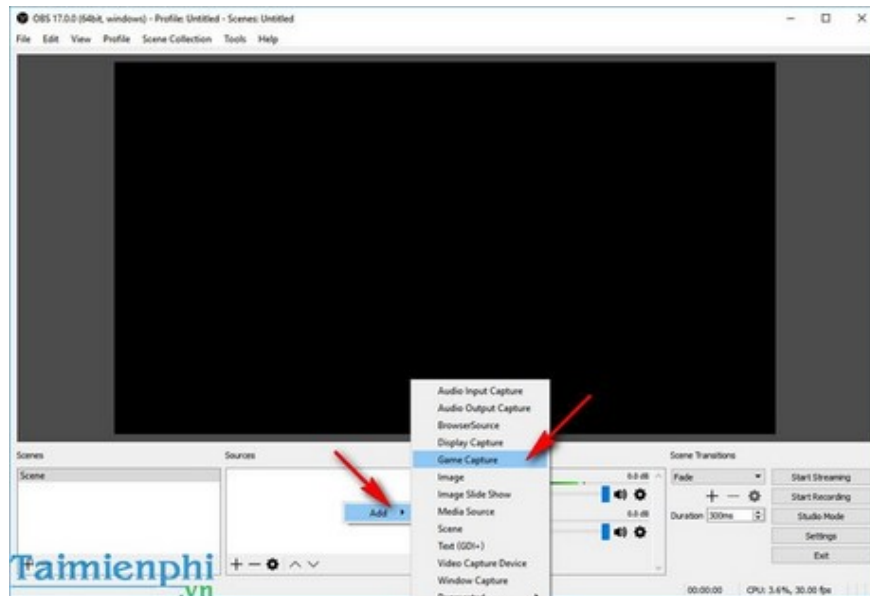 OBS 17.0.0 (64bit, windows) - Profile: Untitled - Scenes: Untitled
File Edit View Profile Scene Collection Tools Help
Audio Input Capture
Audio Output Capture
BrowserSource
Display Capture
Game Capture
Image
Image Slide Show
Media Source
Scene
Text (GDI+)
Video Capture Device
Window Capture
Add
Scenes
Scene
Sources
0.0 dB
0.0 dB
Scene Transitions
Fade
Duration 300ms
Start Streaming
Start Recording
Studio Mode
Settings
Exit
00:00:00 CPU: 3.6%, 30.00 fps
Taimienphi
.vn